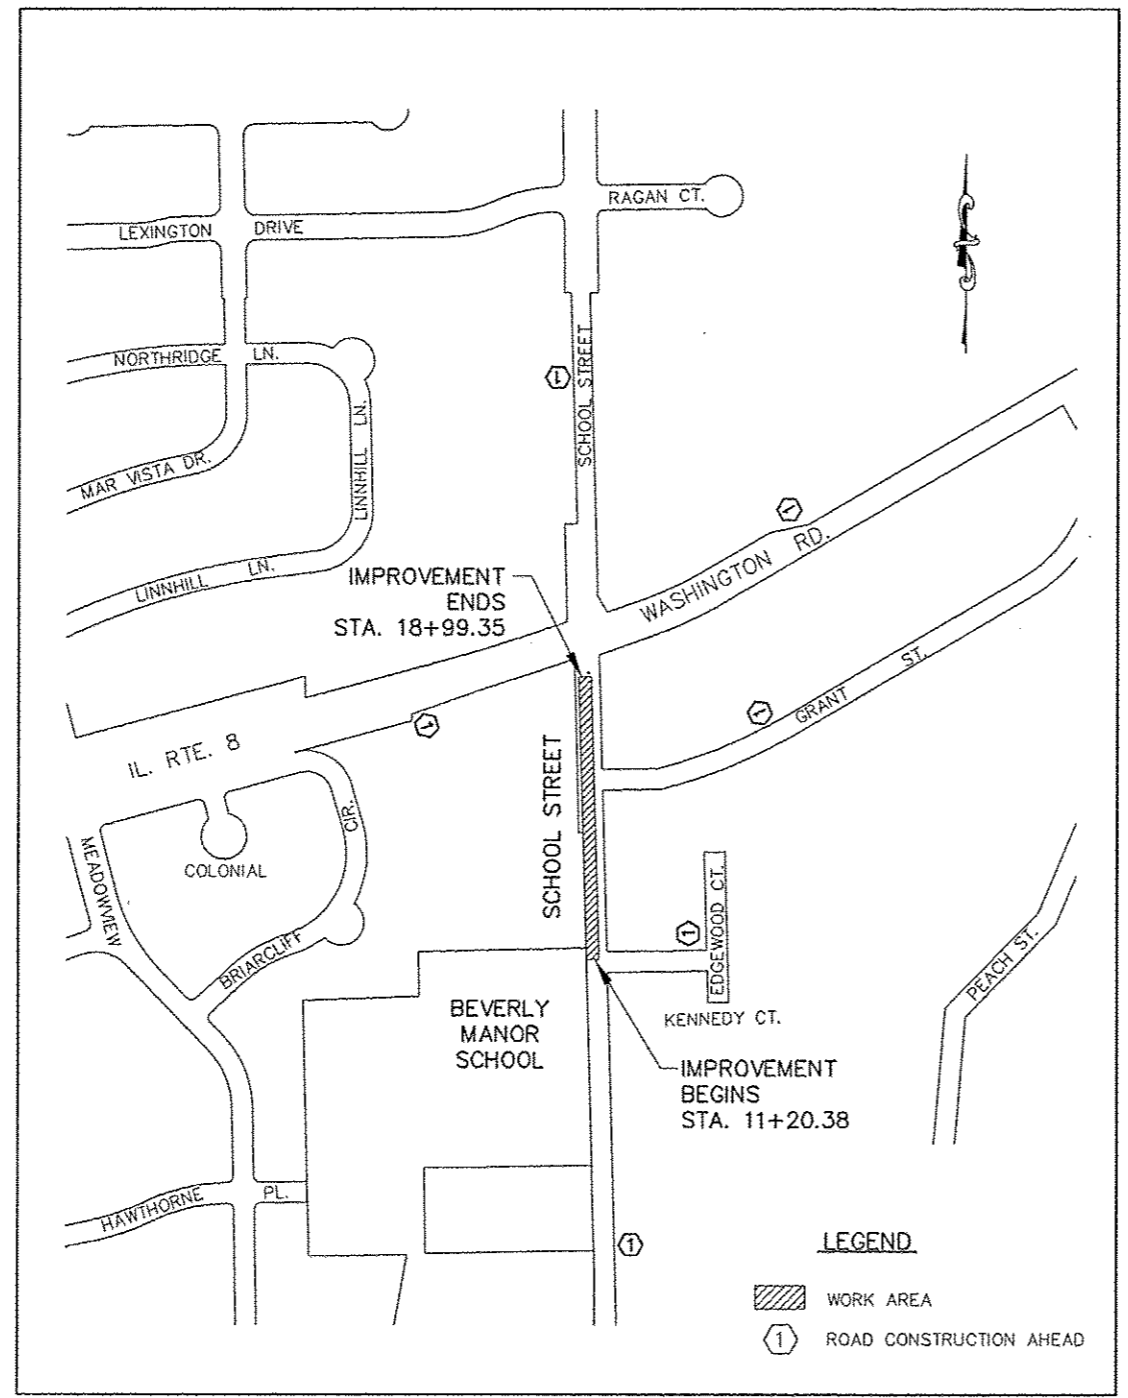 RAGAN CT.
LEXINGTON DRIVE
SCHOOL STREET
1
NORTHRIDGE LN.
LINNHILL LN.
MAR VISTA DR.
1
WASHINGTON RD.
LINNHILL LN.
IMPROVEMENT
ENDS
STA. 18+99.35
GRANT ST.
1
1
IL. RTE. 8
SCHOOL STREET
CIR.
COLONIAL
MEADOWVIEW
BRIARCLIFF
1
EDGEWOOD CT.
PEACH ST.
KENNEDY CT.
BEVERLY
MANOR
SCHOOL
IMPROVEMENT
BEGINS
STA. 11+20.38
HAWTHORNE PL.
1
LEGEND
WORK AREA
1 ROAD CONSTRUCTION AHEAD